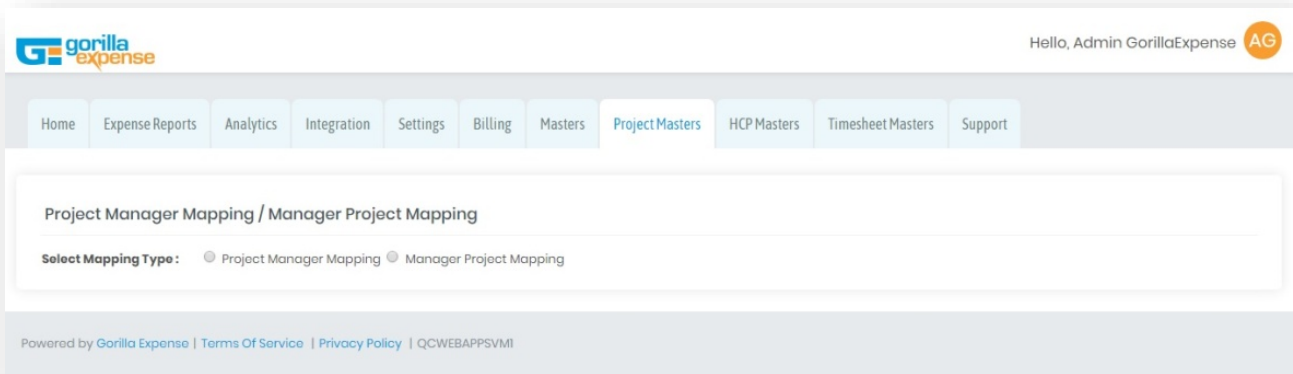 gorilla
expense
Hello, Admin GorillaExpense AG
Home Expense Reports Analytics Integration Settings Billing Masters Project Masters HCP Masters Timesheet Masters Support
Project Manager Mapping / Manager Project Mapping
Select Mapping Type : Project Manager Mapping Manager Project Mapping
Powered by Gorilla Expense | Terms Of Service | Privacy Policy | QCWEBAPPSVM1